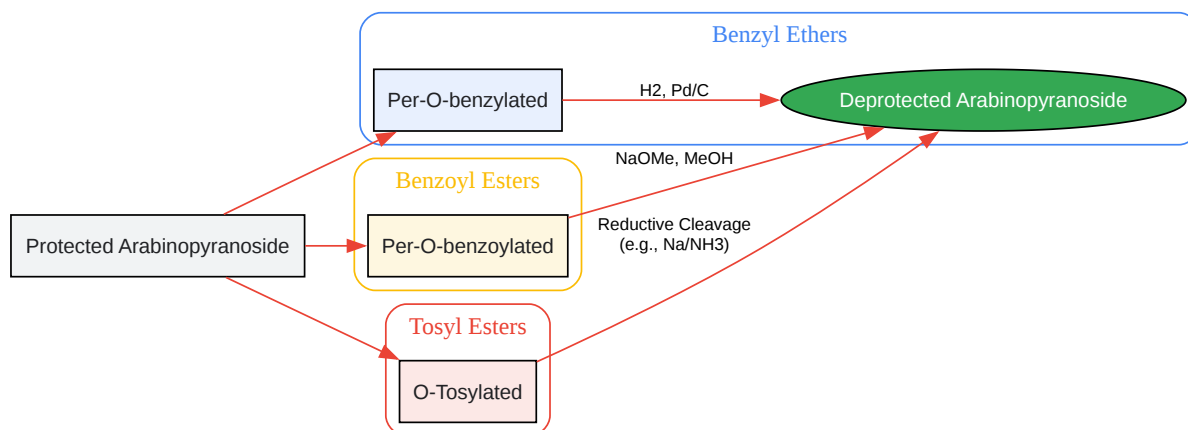 Benzyl Ethers
Per-O-benzylated
H2, Pd/C
Deprotected Arabinopyranoside
NaOMe, MeOH
Benzoyl Esters
Protected Arabinopyranoside
Per-O-benzoylated
Reductive Cleavage
(e.g., Na/NH3)
Tosyl Esters
O-Tosylated